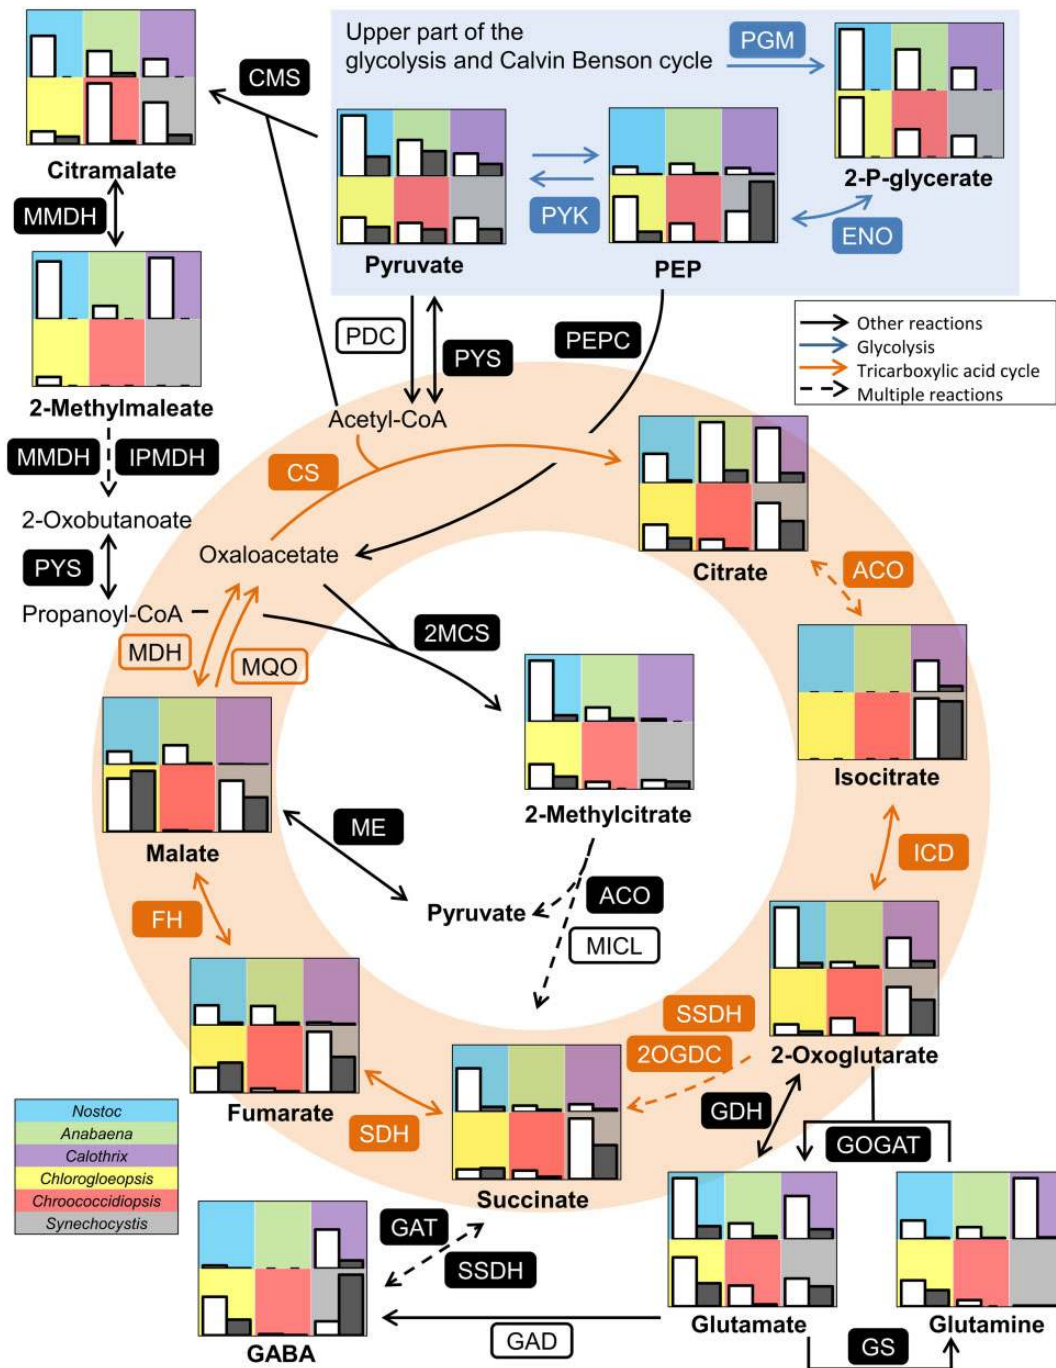 Upper part of the
glycolysis and Calvin Benson cycle
PGM
CMS
Citramalate
2-P-glycerate
MMDH
PYK
ENO
Pyruvate
PEP
PDC
PYS
PEPC
Other reactions
Glycolysis
Tricarboxylic acid cycle
Multiple reactions
2-Methylmaleate
Acetyl-CoA
MMDH
IPMDH
CS
2-Oxobutanoate
Oxaloacetate
Citrate
ACO
PYS
Propanoyl-CoA
2MCS
MDH
MQO
Isocitrate
2-Methylcitrate
ME
Malate
ICD
ACO
Pyruvate
FH
MICL
SSDH
2OGDC
2-Oxoglutarate
Fumarate
SDH
GDH
GOGAT
Succinate
Nostoc
Anabaena
Calothrix
Chlorogloeopsis
Chroococcidiopsis
Synechocystis
GAT
SSDH
Glutamate
Glutamine
GAD
GABA
GS